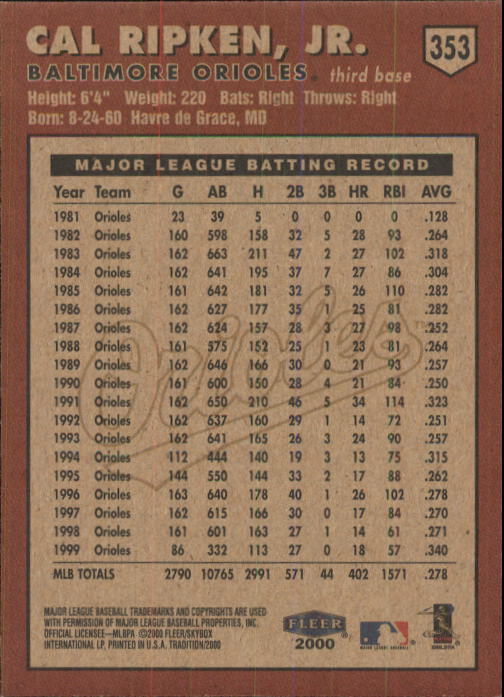 CAL RIPKEN, JR.
353
BALTIMORE ORIOLES® third base
Height: 6'4" Weight: 220 Bats: Right Throws: Right
Born: 8-24-60 Havre de Grace, MD
MAJOR LEAGUE BATTING RECORD
Year Team G AB H 2B 3B HR RBI AVG
1981 Orioles 23 39 5 0 0 0 0 .128
1982 Orioles 160 598 158 32 5 28 93 .264
1983 Orioles 162 663 211 47 2 27 102 .318
1984 Orioles 162 641 195 37 7 27 86 .304
1985 Orioles 161 642 181 32 5 26 110 .282
1986 Orioles 162 627 177 35 1 25 81 .282
1987 Orioles 162 624 157 28 3 27 98 .252
1988 Orioles 161 575 152 25 1 23 81 .264
1989 Orioles 162 646 166 30 0 21 93 .257
1990 Orioles 161 600 150 28 4 21 84 .250
1991 Orioles 162 650 210 46 5 34 114 .323
1992 Orioles 162 637 160 29 1 14 72 .251
1993 Orioles 162 641 165 26 3 24 90 .257
1994 Orioles 112 444 140 19 3 13 75 .315
1995 Orioles 144 550 144 33 2 17 88 .262
1996 Orioles 163 640 178 40 1 26 102 .278
1997 Orioles 162 615 166 30 0 17 84 .270
1998 Orioles 161 601 163 27 1 14 61 .271
1999 Orioles 86 332 113 27 0 18 57 .340
MLB TOTALS 2790 10765 2991 571 44 402 1571 .278
Orioles
MAJOR LEAGUE BASEBALL TRADEMARKS AND COPYRIGHTS ARE USED
WITH PERMISSION OF MAJOR LEAGUE BASEBALL PROPERTIES, INC.
OFFICIAL LICENSEE—MLBPA ©2000 FLEER/SKYBOX
INTERNATIONAL LP, PRINTED IN U.S.A. TRADITION/2000
FLEER
2000
MAJOR LEAGUE BASEBALL